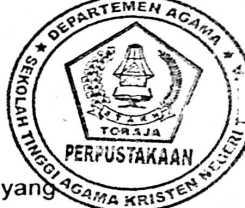 DEPARTEMEN AGAMA
SEKOLAH TINGGI AGAMA KRISTEN NEGERI
TORAJA
PERPUSTAKAAN
yang